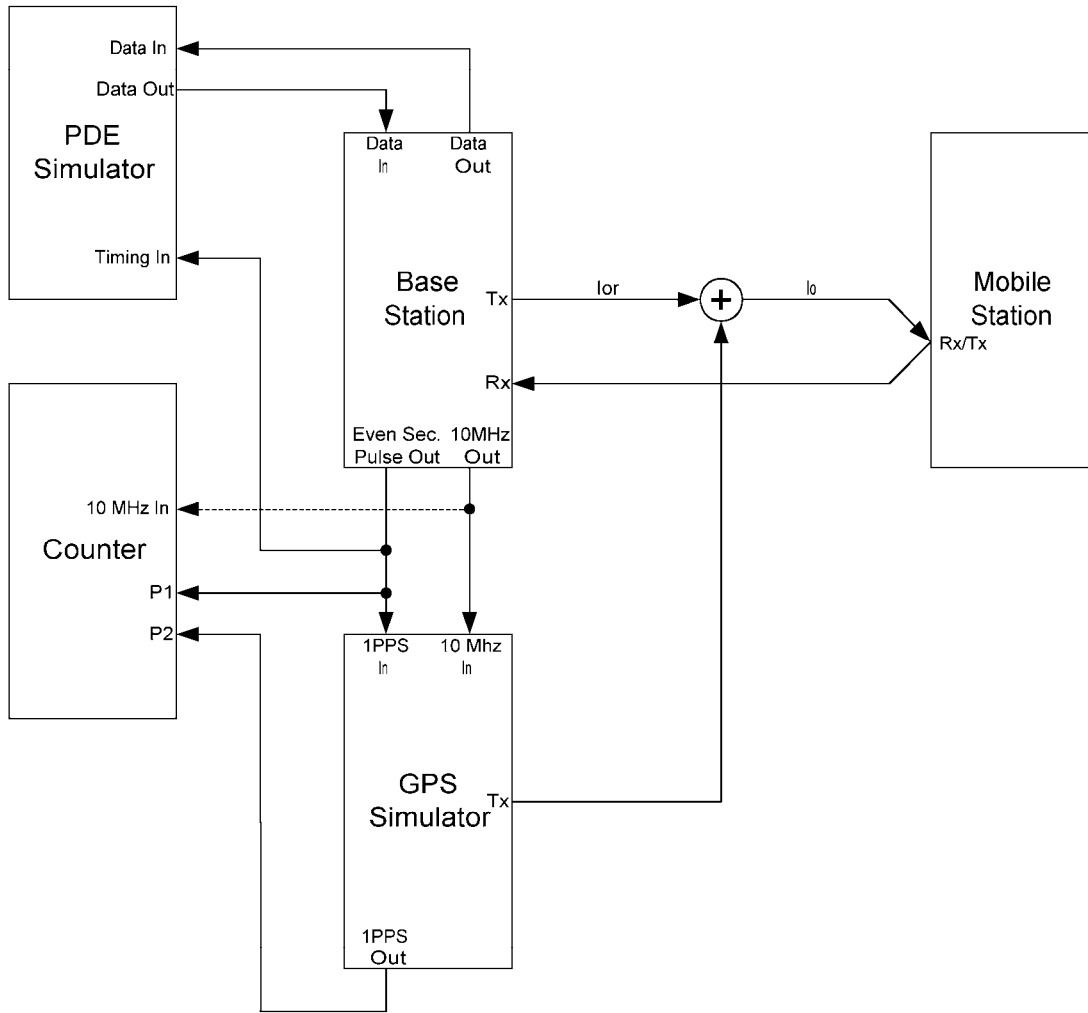 Data In
Data Out
PDE
Simulator
Timing In
Data
In
Data
Out
Base
Station
Tx
Rx
Even Sec.
Pulse Out
10MHz
Out
Ior
+
Io
Mobile
Station
Rx/Tx
10 MHz In
Counter
P1
P2
1PPS
In
10 Mhz
In
GPS
Simulator
Tx
1PPS
Out